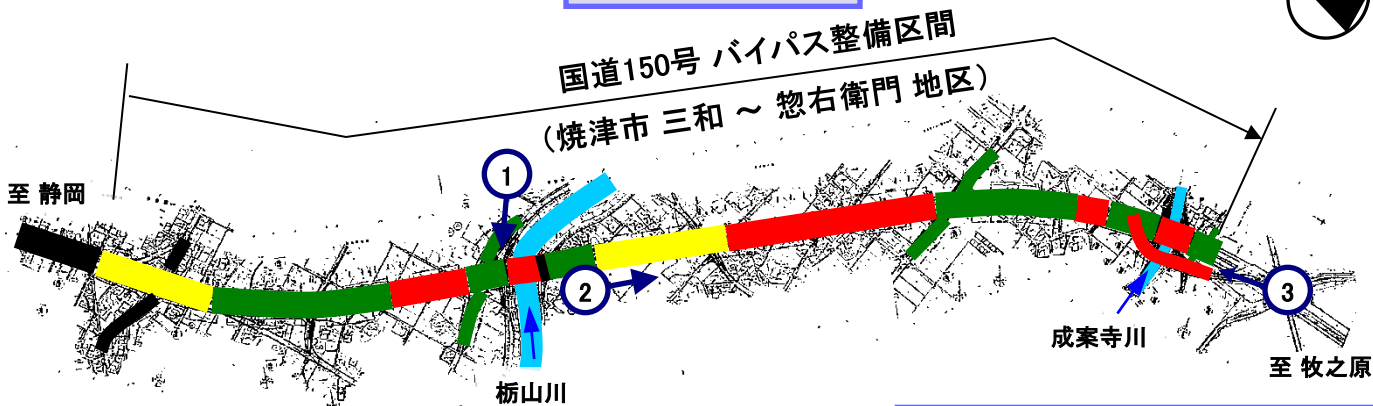 国道150号 バイパス整備区間
（焼津市 三和 ～ 惣右衛門 地区）
至 静岡
1
2
3
成案寺川
至 牧之原
栃山川